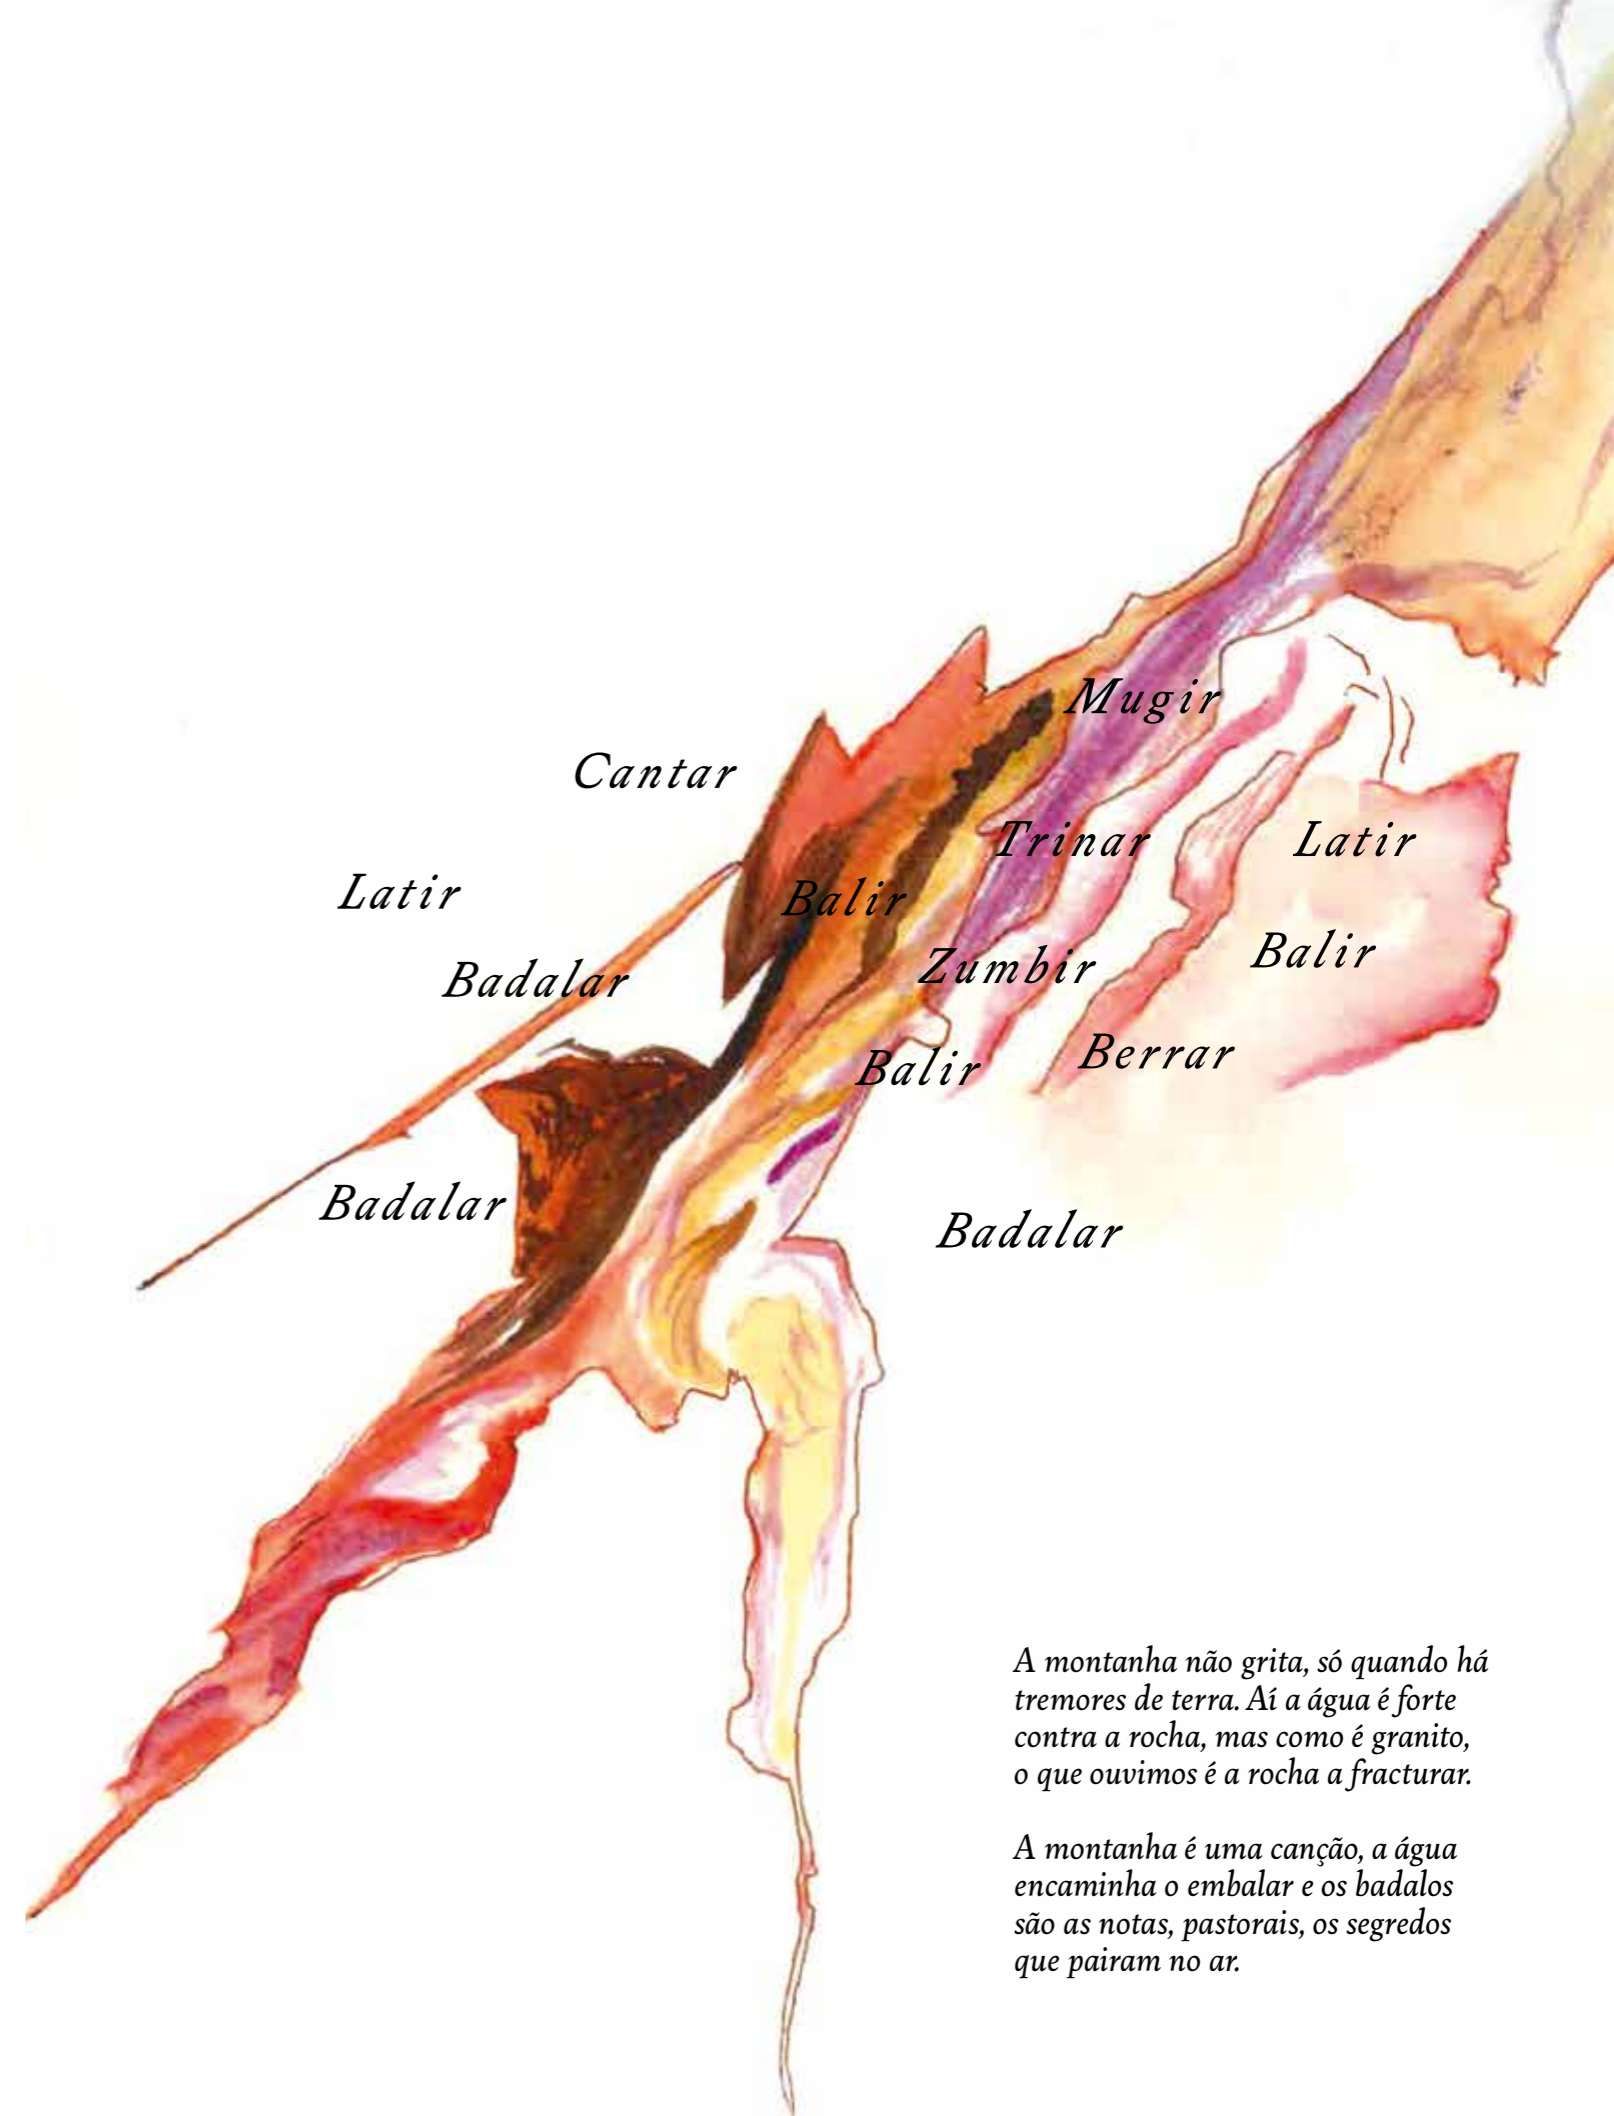 Mugir
Cantar
Trinar
Latir
Latir
Balir
Balir
Zumbir
Badalar
Berrar
Balir
Badalar
Badalar
A montanha não grita, só quando há
tremores de terra. Aí a água é forte
contra a rocha, mas como é granito,
o que ouvimos é a rocha a fracturar.
A montanha é uma canção, a água
encaminha o embalar e os badalos
são as notas, pastorais, os segredos
que pairam no ar.